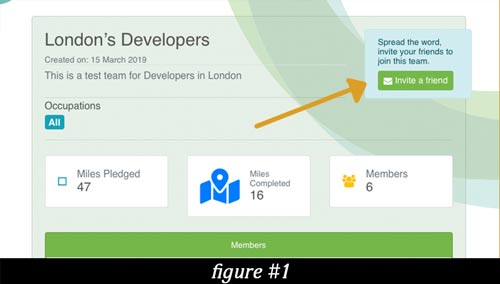 London's Developers
Created on: 15 March 2019
This is a test team for Developers in London
Spread the word,
invite your friends to
join this team.
Invite a friend
Occupations
All
Miles Pledged
47
Miles
Completed
16
Members
6
Members
figure #1